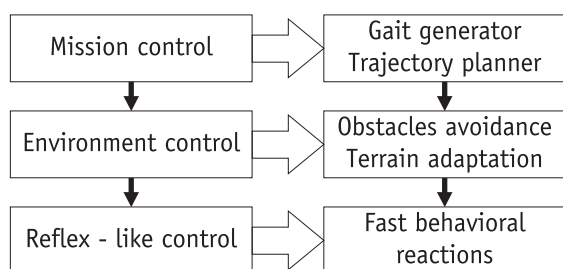 Mission control
Gait generator
Trajectory planner
Environment control
Obstacles avoidance
Terrain adaptation
Reflex - like control
Fast behavioral
reactions